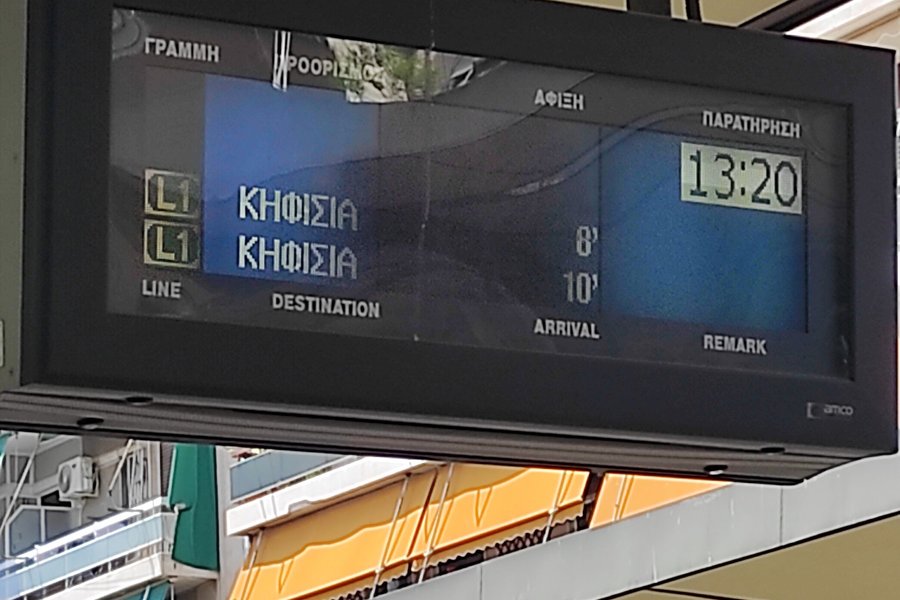 ΓΡΑΜΜΗ ΠΡΟΟΡΙΣΜΟΣ ΑΦΙΞΗ ΠΑΡΑΤΗΡΗΣΗ
13:20
L1 ΚΗΦΙΣΙΑ 8'
L1 ΚΗΦΙΣΙΑ 10'
LINE DESTINATION ARRIVAL REMARK
amco